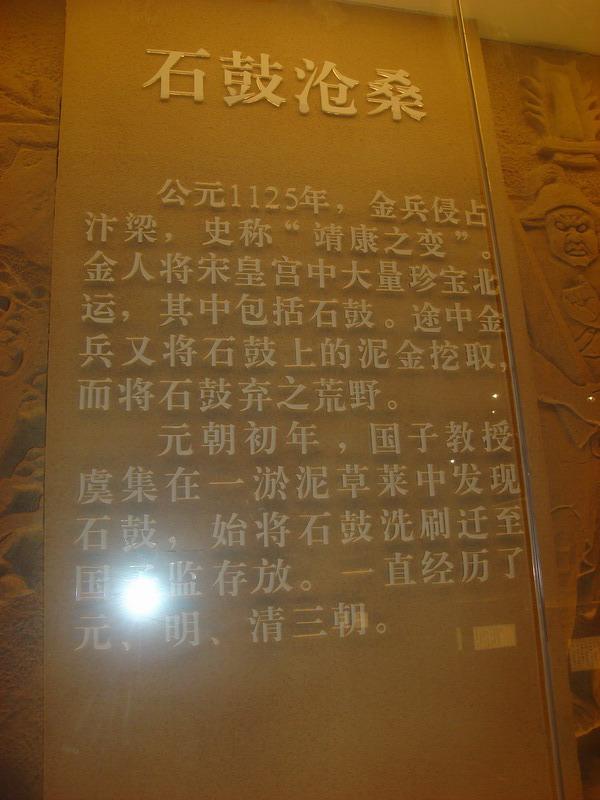 石鼓沧桑
公元1125年，金兵侵占
汴梁，史称“靖康之变”。
金人将宋皇宫中大量珍宝北
运，其中包括石鼓。途中金
兵又将石鼓上的泥金挖取，
而将石鼓弃之荒野。
元朝初年，国子教授
虞集在一淤泥草莱中发现
石鼓，始将石鼓洗刷迁至
国子监存放。一直经历了
元、明、清三朝。